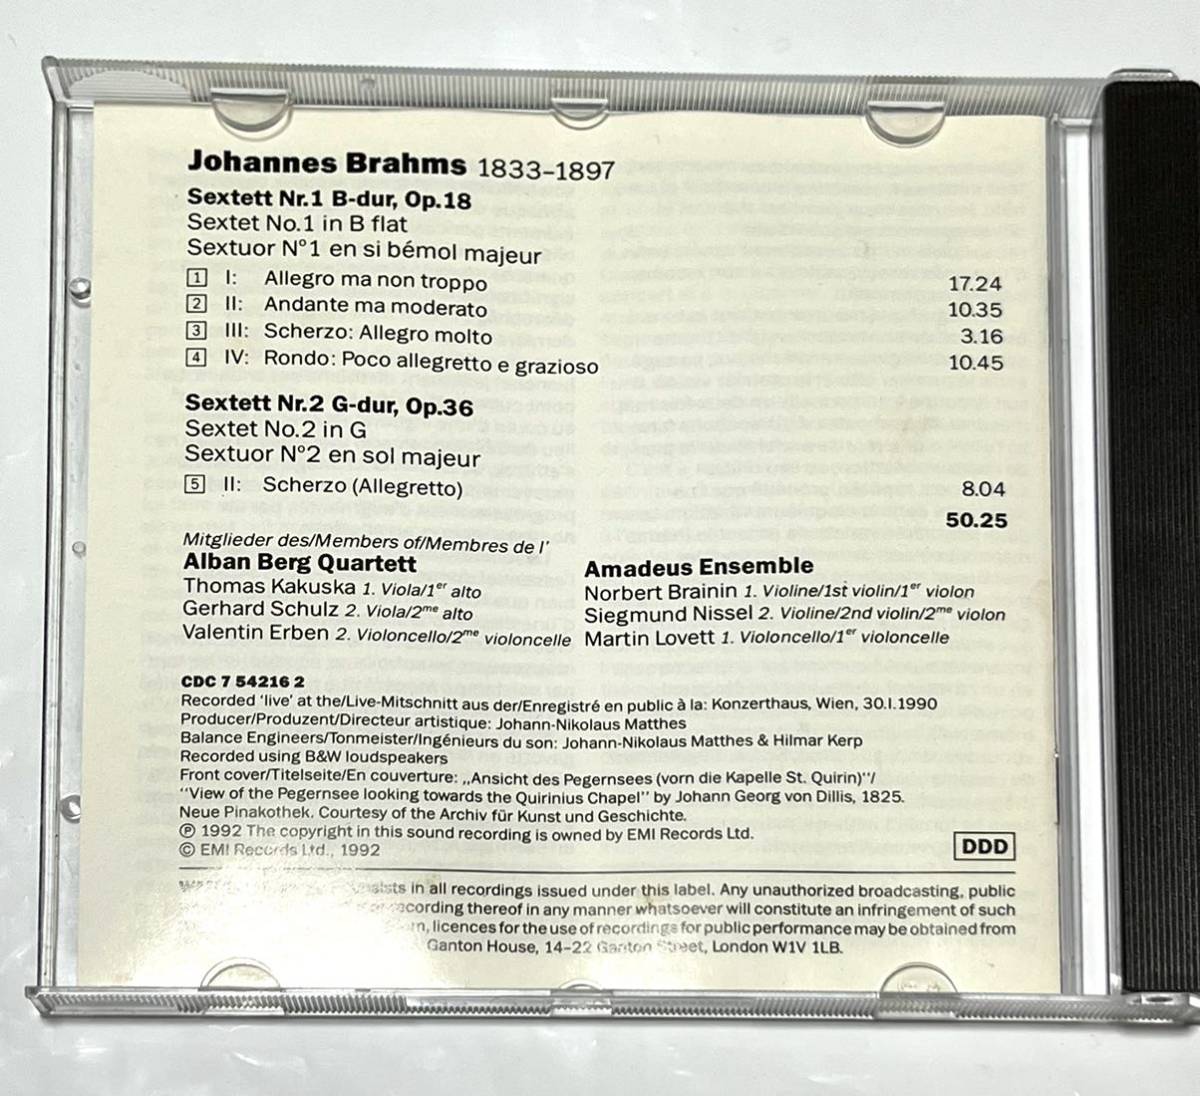 Johannes Brahms 1833–1897
Sextett Nr.1 B-dur, Op.18
Sextet No.1 in B flat
Sextuor N°1 en si bémol majeur
1 I: Allegro ma non troppo 17.24
2 II: Andante ma moderato 10.35
3 III: Scherzo: Allegro molto 3.16
4 IV: Rondo: Poco allegretto e grazioso 10.45
Sextett Nr.2 G-dur, Op.36
Sextet No.2 in G
Sextuor N°2 en sol majeur
5 II: Scherzo (Allegretto) 8.04
50.25
Mitglieder des/Members of/Membres de l'
Alban Berg Quartett
Thomas Kakuska 1. Viola/1er alto
Gerhard Schulz 2. Viola/2me alto
Valentin Erben 2. Violoncello/2me violoncelle
Amadeus Ensemble
Norbert Brainin 1. Violine/1st violin/1er violon
Siegmund Nissel 2. Violine/2nd violin/2me violon
Martin Lovett 1. Violoncello/1er violoncelle
CDC 7 54216 2
Recorded 'live' at the/Live-Mitschnitt aus der/Enregistré en public à la: Konzerthaus, Wien, 30.I.1990
Producer/Produzent/Directeur artistique: Johann-Nikolaus Matthes
Balance Engineers/Tonmeister/Ingénieurs du son: Johann-Nikolaus Matthes & Hilmar Kerp
Recorded using B&W loudspeakers
Front cover/Titelseite/En couverture: „Ansicht des Pegernsees (vorn die Kapelle St. Quirin)"/
"View of the Pegernsee looking towards the Quirinius Chapel" by Johann Georg von Dillis, 1825.
Neue Pinakothek. Courtesy of the Archiv für Kunst und Geschichte.
℗ 1992 The copyright in this sound recording is owned by EMI Records Ltd.
© EMI Records Ltd., 1992
DDD
in all recordings issued under this label. Any unauthorized broadcasting, public
thereof in any manner whatsoever will constitute an infringement of such
licences for the use of recordings for public performance may be obtained from
Ganton House, 14–22 Ganton Street, London W1V 1LB.